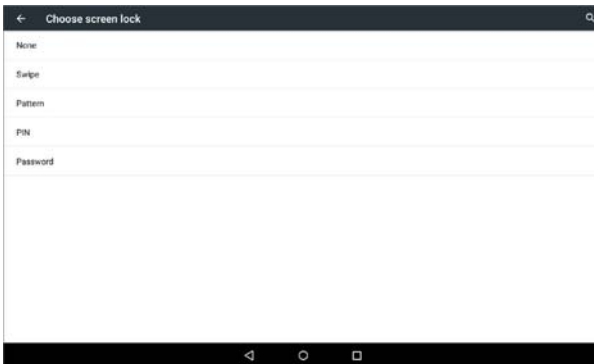 Choose screen lock
None
Swipe
Pattern
PIN
Password